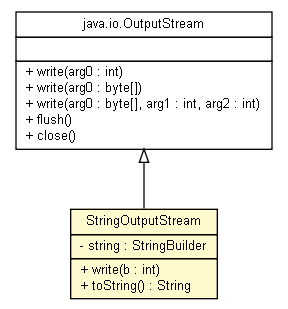 java.io.OutputStream
+ write(arg0 : int)
+ write(arg0 : byte[])
+ write(arg0 : byte[], arg1 : int, arg2 : int)
+ flush()
+ close()
StringOutputStream
- string : StringBuilder
+ write(b : int)
+ toString() : String